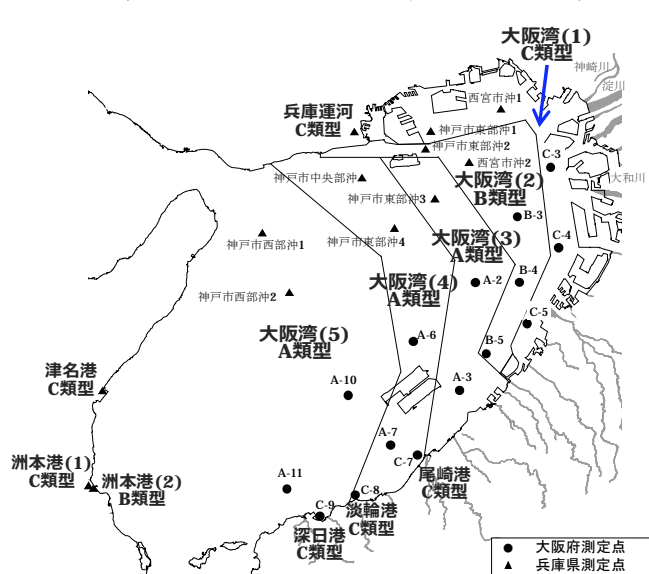 大阪湾(1)
C類型
神崎川
淀川
西宮市沖1
兵庫運河
C類型
神戸市東部沖1
神戸市東部沖2
西宮市沖2
C-3
大和川
神戸市中央部沖
大阪湾(2)
B類型
神戸市東部沖3
B-3
神戸市西部沖1
神戸市東部沖4
大阪湾(3)
A類型
C-4
大阪湾(4)
A類型
A-2
B-4
神戸市西部沖2
C-5
大阪湾(5)
A類型
A-6
B-5
津名港
C類型
A-10
A-3
A-7
洲本港(1)
C類型
洲本港(2)
B類型
A-11
C-7
尾崎港
C類型
C-8
淡輪港
C類型
C-9
深日港
C類型
● 大阪府測定点
▲ 兵庫県測定点